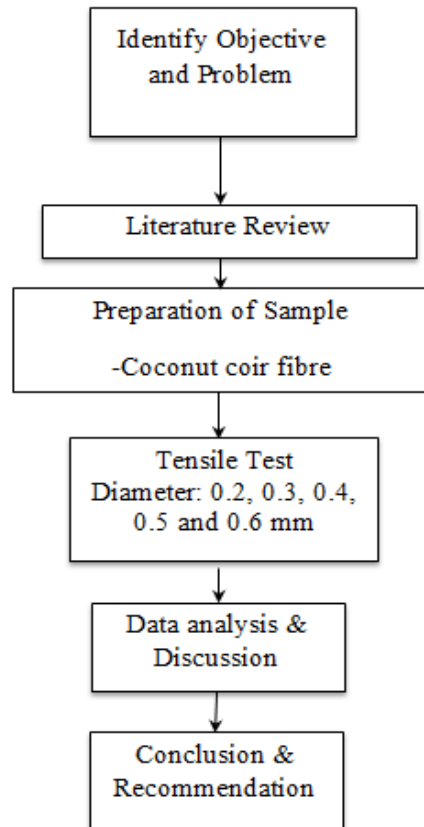 Identify Objective
and Problem
Literature Review
Preparation of Sample
-Coconut coir fibre
Tensile Test
Diameter: 0.2, 0.3, 0.4,
0.5 and 0.6 mm
Data analysis &
Discussion
Conclusion &
Recommendation